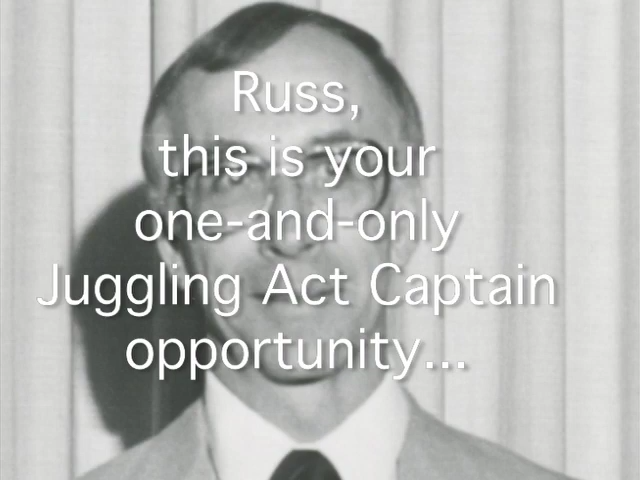 Russ,
this is your
one-and-only
Juggling Act Captain
opportunity...